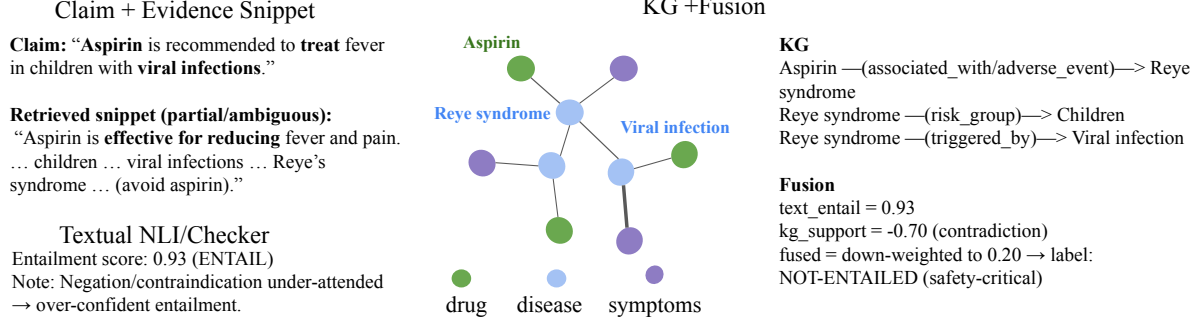 Claim + Evidence Snippet
Claim: “Aspirin is recommended to treat fever
in children with viral infections.”
Retrieved snippet (partial/ambiguous):
“Aspirin is effective for reducing fever and pain.
… children … viral infections … Reye’s
syndrome … (avoid aspirin).”
Textual NLI/Checker
Entailment score: 0.93 (ENTAIL)
Note: Negation/contraindication under-attended
→ over-confident entailment.
KG +Fusion
Aspirin
Reye syndrome
Viral infection
drug disease symptoms
KG
Aspirin —(associated_with/adverse_event)—> Reye
syndrome
Reye syndrome —(risk_group)—> Children
Reye syndrome —(triggered_by)—> Viral infection
Fusion
text_entail = 0.93
kg_support = -0.70 (contradiction)
fused = down-weighted to 0.20 → label:
NOT-ENTAILED (safety-critical)